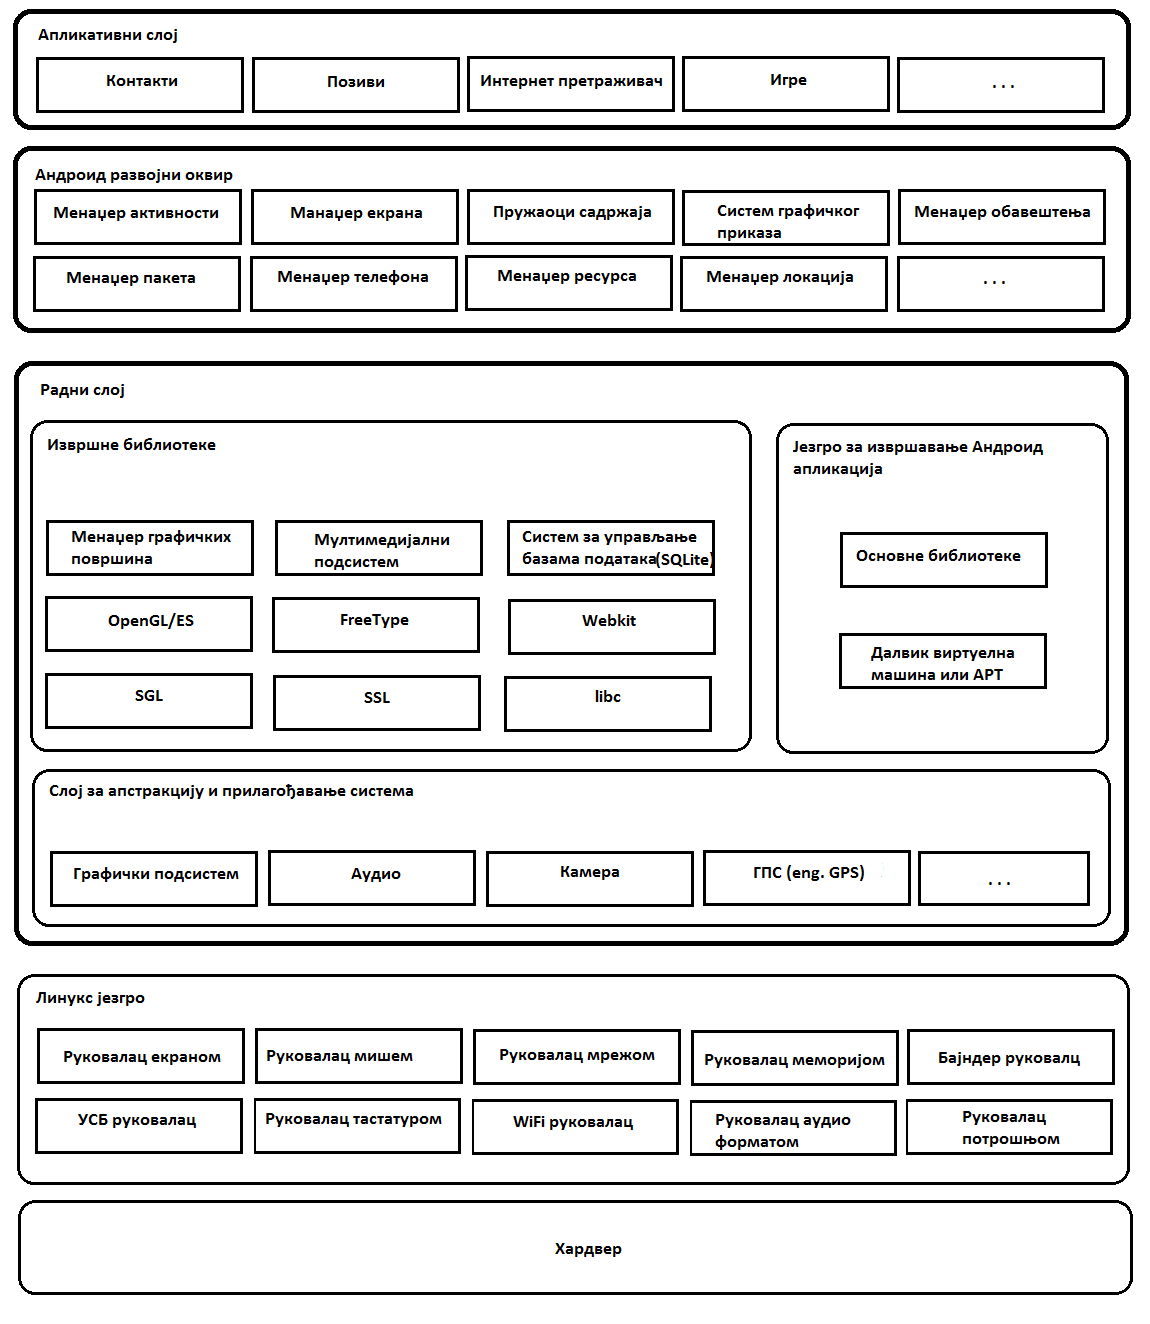 Апликативни слој
Контакти
Позиви
Интернет претраживач
Игре
. . .
Андроид развојни оквир
Менаџер активности
Манаџер екрана
Пружаоци садржаја
Систем графичког
приказа
Менаџер обавештења
Менаџер пакета
Менаџер телефона
Менаџер ресурса
Менаџер локација
. . .
Радни слој
Извршне библиотеке
Менаџер графичких
површина
Мултимедијални
подсистем
Систем за управљање
базама података(SQLite)
OpenGL/ES
FreeType
Webkit
SGL
SSL
libc
Језгро за извршавање Андроид
апликација
Основне библиотеке
Далвик виртуелна
машина или АРТ
Слој за апстракцију и прилагођавање система
Графички подсистем
Аудио
Камера
ГПС (eng. GPS)
. . .
Линукс језгро
Руковалац екраном
Руковалац мишем
Руковалац мрежом
Руковалац меморијом
Бајндер руковалц
УСБ руковалац
Руковалац тастатуром
WiFi руковалац
Руковалац аудио
форматом
Руковалац
потрошњом
Хардвер